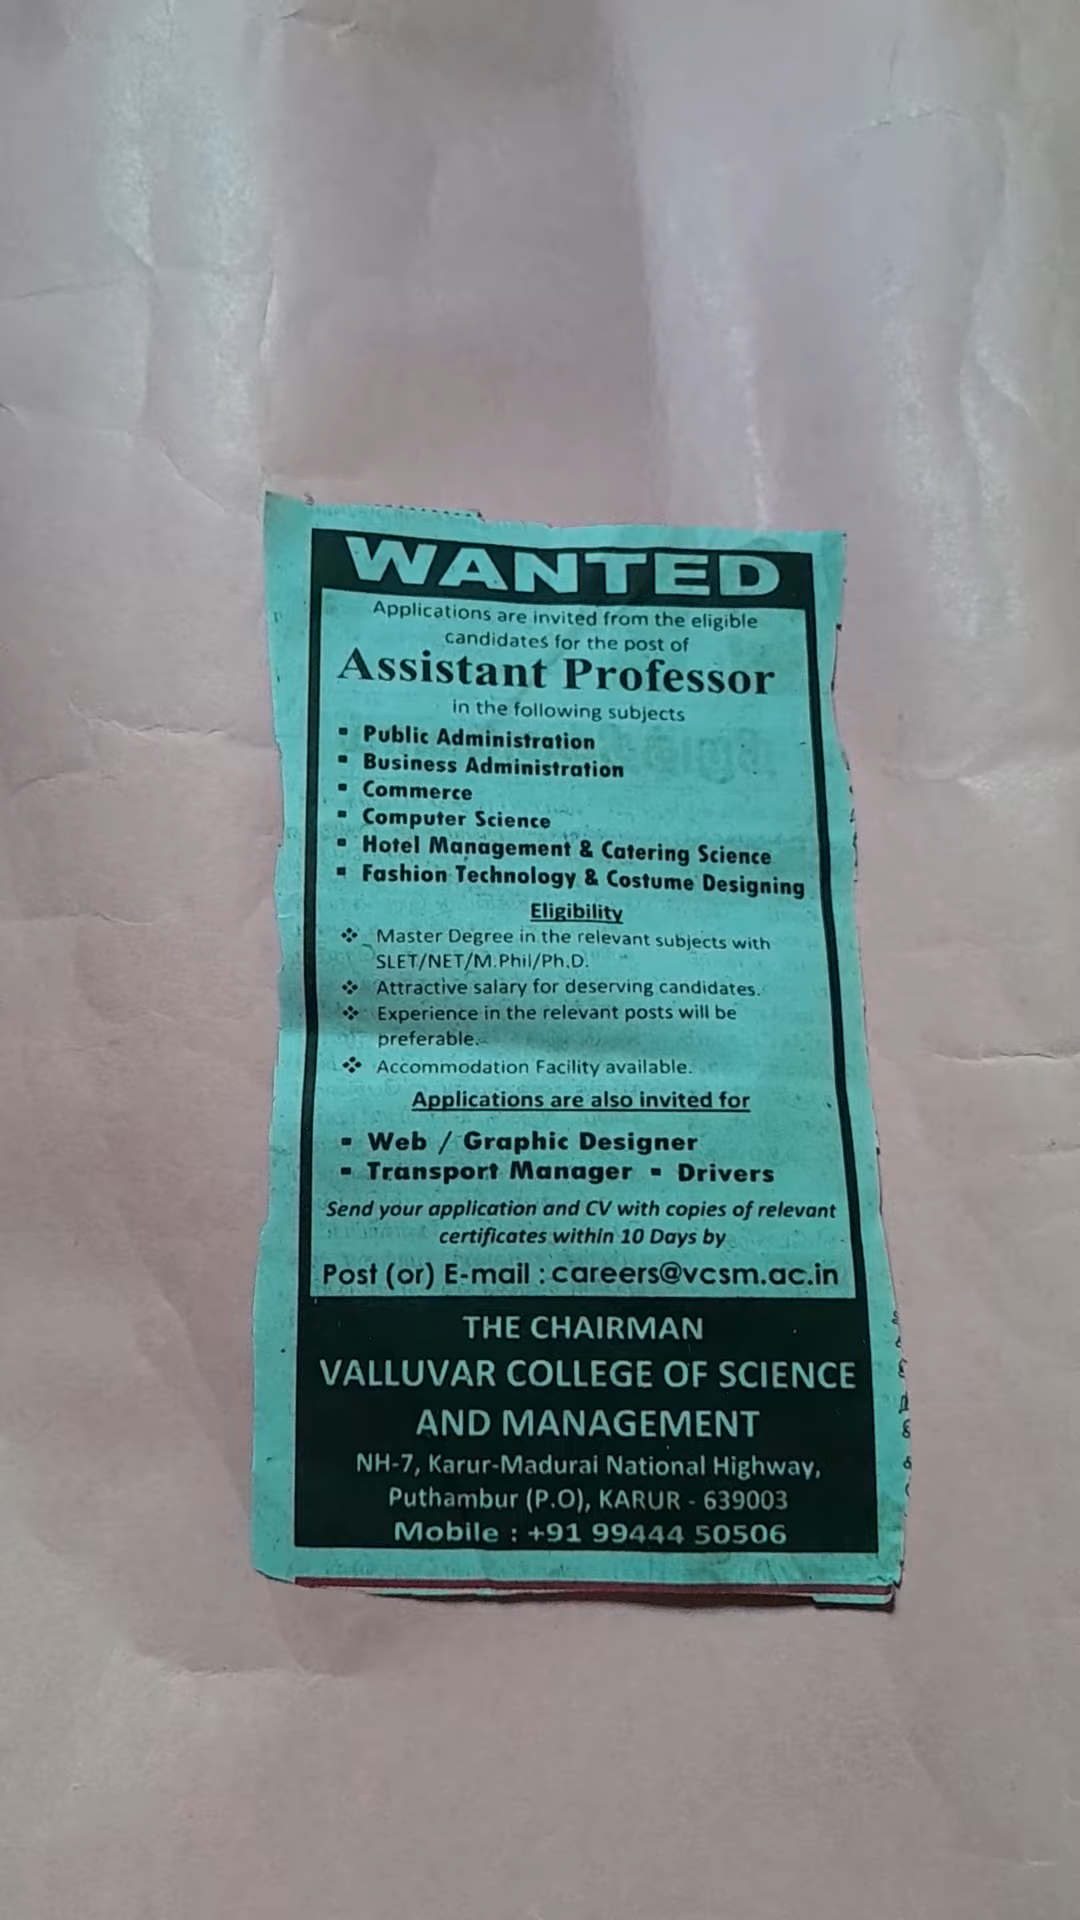 WANTED
Applications are invited from the eligible
candidates for the post of
Assistant Professor
in the following subjects
▪ Public Administration
▪ Business Administration
▪ Commerce
▪ Computer Science
▪ Hotel Management & Catering Science
▪ Fashion Technology & Costume Designing
Eligibility
❖ Master Degree in the relevant subjects with
SLET/NET/M.Phil/Ph.D.
❖ Attractive salary for deserving candidates.
❖ Experience in the relevant posts will be
preferable.
❖ Accommodation Facility available.
Applications are also invited for
▪ Web / Graphic Designer
▪ Transport Manager ▪ Drivers
Send your application and CV with copies of relevant
certificates within 10 Days by
Post (or) E-mail : careers@vcsm.ac.in
THE CHAIRMAN
VALLUVAR COLLEGE OF SCIENCE
AND MANAGEMENT
NH-7, Karur-Madurai National Highway,
Puthambur (P.O), KARUR - 639003
Mobile : +91 99444 50506